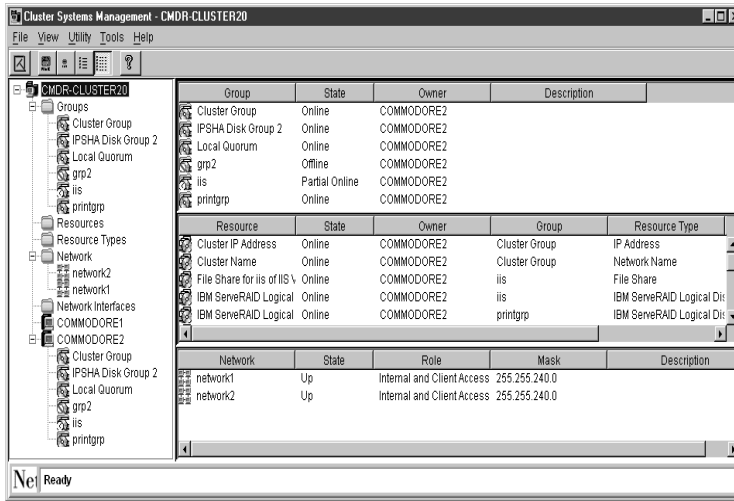 Cluster Systems Management - CMDR-CLUSTER20
File View Utility Tools Help
CMDR-CLUSTER20
Groups
Cluster Group
IPSHA Disk Group 2
Local Quorum
grp2
iis
printgrp
Resources
Resource Types
Network
network2
network1
Network Interfaces
COMMODORE1
COMMODORE2
Cluster Group
IPSHA Disk Group 2
Local Quorum
grp2
iis
printgrp
Group State Owner Description
Cluster Group Online COMMODORE2
IPSHA Disk Group 2 Online COMMODORE2
Local Quorum Online COMMODORE2
grp2 Offline COMMODORE2
iis Partial Online COMMODORE2
printgrp Online COMMODORE2
Resource State Owner Group Resource Type
Cluster IP Address Online COMMODORE2 Cluster Group IP Address
Cluster Name Online COMMODORE2 Cluster Group Network Name
File Share for iis of IIS Online COMMODORE2 iis File Share
IBM ServeRAID Logical Online COMMODORE2 iis IBM ServeRAID Logical Dis
IBM ServeRAID Logical Online COMMODORE2 printgrp IBM ServeRAID Logical Dis
Network State Role Mask Description
network1 Up Internal and Client Access 255.255.240.0
network2 Up Internal and Client Access 255.255.240.0
Net Ready